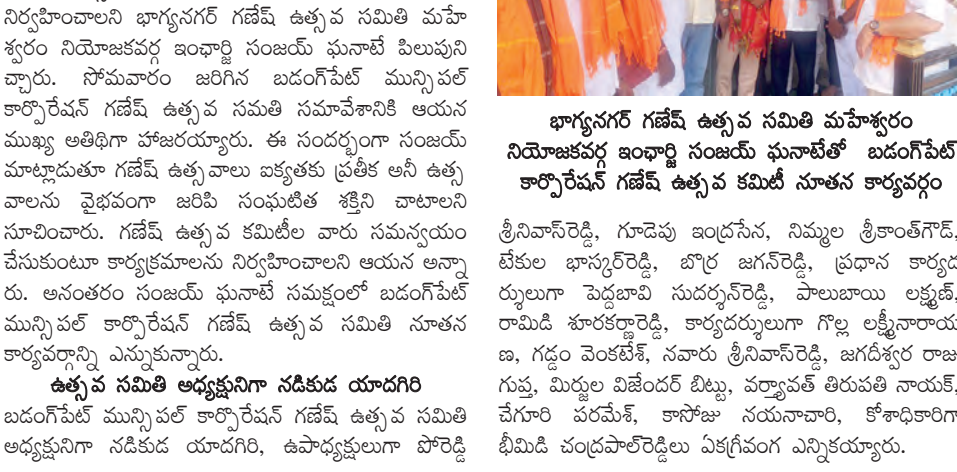 నిర్వహించాలని భాగ్యనగర్ గణేష్ ఉత్సవ సమితి మహే
శ్వరం నియోజకవర్గ ఇంఛార్జి సంజయ్ ఘనాటే పిలుపుని
చ్చారు. సోమవారం జరిగిన బడంగ్‌పేట్ మున్సిపల్
కార్పొరేషన్ గణేష్ ఉత్సవ సమతి సమావేశానికి ఆయన
ముఖ్య అతిథిగా హాజరయ్యారు. ఈ సందర్భంగా సంజయ్
మాట్లాడుతూ గణేష్ ఉత్సవాలు ఐక్యతకు ప్రతీక అనీ ఉత్స
వాలను వైభవంగా జరిపి సంఘటిత శక్తిని చాటాలని
సూచించారు. గణేష్ ఉత్సవ కమిటీల వారు సమన్వయం
చేసుకుంటూ కార్యక్రమాలను నిర్వహించాలని ఆయన అన్నా
రు. అనంతరం సంజయ్ ఘనాటే సమక్షంలో బడంగ్‌పేట్
మున్సిపల్ కార్పొరేషన్ గణేష్ ఉత్సవ సమితి నూతన
కార్యవర్గాన్ని ఎన్నుకున్నారు.
ఉత్సవ సమితి అధ్యక్షునిగా నడికుడ యాదగిరి
బడంగ్‌పేట్ మున్సిపల్ కార్పొరేషన్ గణేష్ ఉత్సవ సమితి
అధ్యక్షునిగా నడికుడ యాదగిరి, ఉపాధ్యక్షులుగా పోరెడ్డి
భాగ్యనగర్ గణేష్ ఉత్సవ సమితి మహేశ్వరం
నియోజకవర్గ ఇంఛార్జి సంజయ్ ఘనాటేతో బడంగ్‌పేట్
కార్పొరేషన్ గణేష్ ఉత్సవ కమిటీ నూతన కార్యవర్గం
శ్రీనివాస్‌రెడ్డి, గూడెపు ఇంద్రసేన, నిమ్మల శ్రీకాంత్‌గౌడ్,
టేకుల భాస్కర్‌రెడ్డి, బొర్ర జగన్‌రెడ్డి, ప్రధాన కార్యద
ర్శులుగా పెద్దబావి సుదర్శన్‌రెడ్డి, పాలుబాయి లక్ష్మణ్,
రామిడి శూరకర్ణారెడ్డి, కార్యదర్శులుగా గొల్ల లక్ష్మీనారాయ
ణ, గడ్డం వెంకటేశ్, నవారు శ్రీనివాస్‌రెడ్డి, జగదీశ్వర రాజు
గుప్త, మిర్జుల విజేందర్ బిట్టు, వర్త్యావత్ తిరుపతి నాయక్,
చేగూరి పరమేశ్, కాసోజు నయనాచారి, కోశాధికారిగా
భీమిడి చంద్రపాల్‌రెడ్డిలు ఏకగ్రీవంగ ఎన్నికయ్యారు.